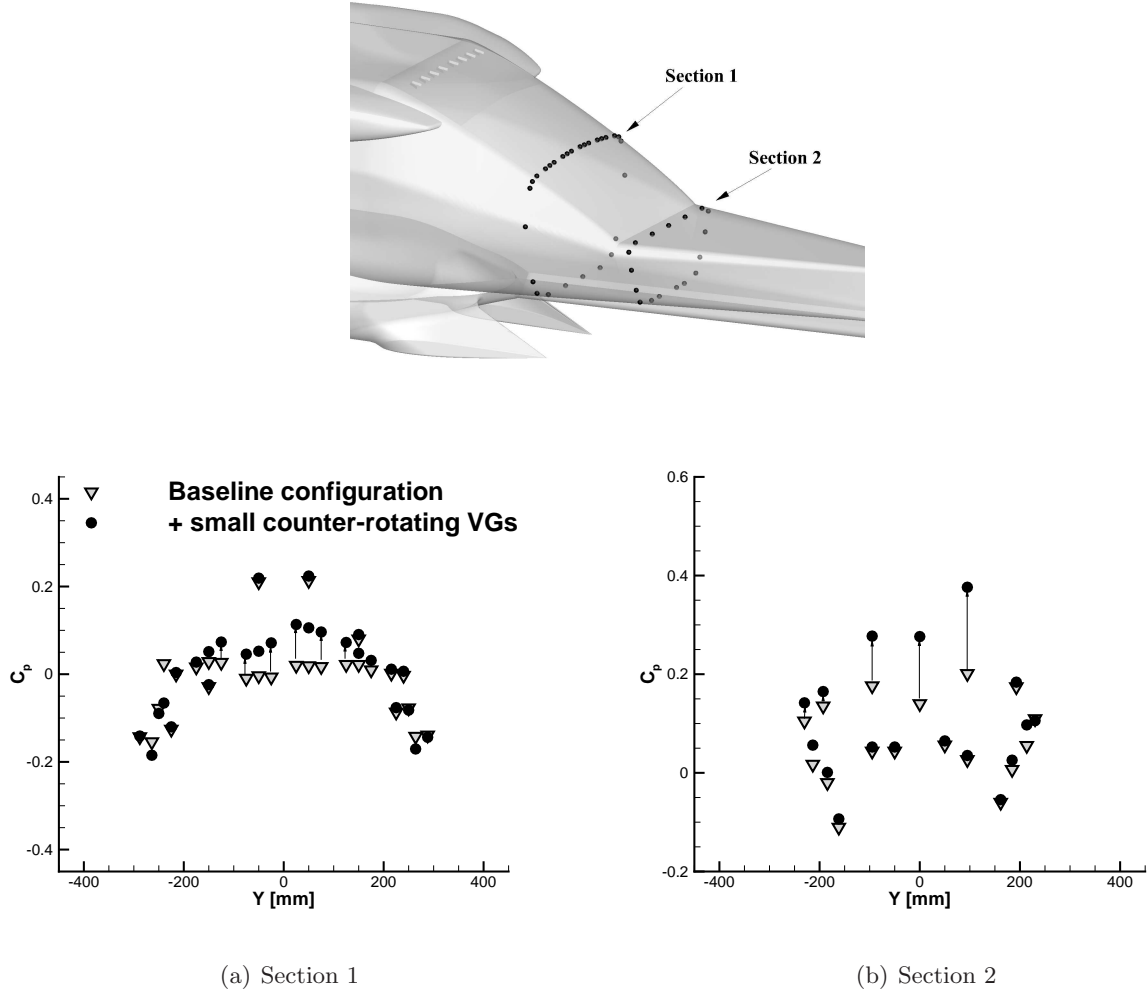 Section 1
Section 2
0.4
0.2
0
-0.2
-0.4
Cp
-400
-200
0
200
400
Y [mm]
Baseline configuration
+ small counter-rotating VGs
0.6
0.4
0.2
0
-0.2
Cp
-400
-200
0
200
400
Y [mm]
(a) Section 1
(b) Section 2